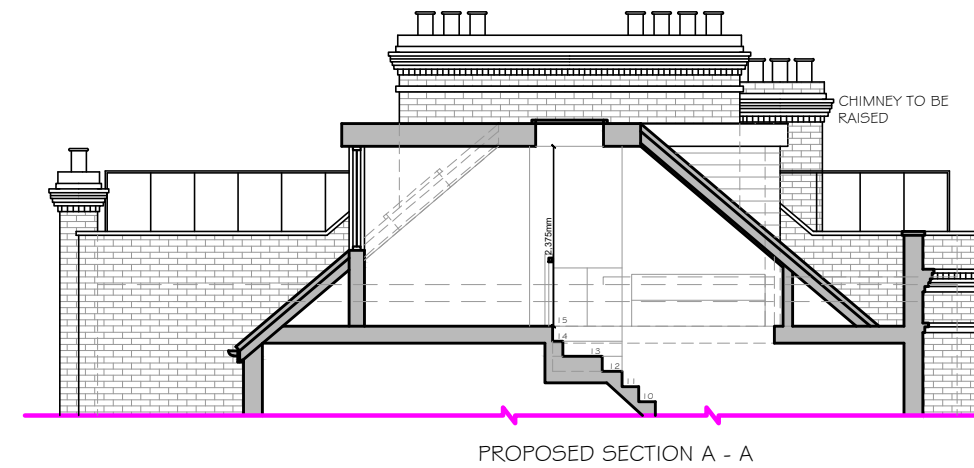 CHIMNEY TO BE
RAISED
2,375mm
15
14
13
12
11
10
PROPOSED SECTION A - A